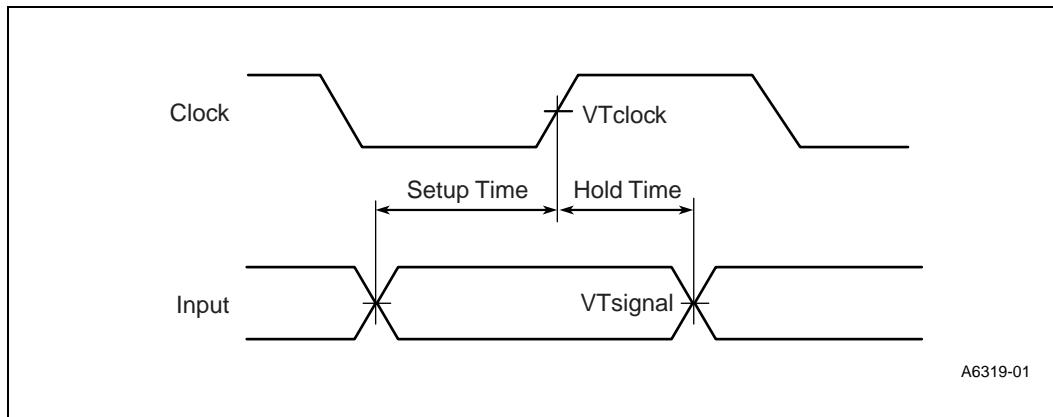 Clock
VTclock
Setup Time
Hold Time
Input
VTsignal
A6319-01